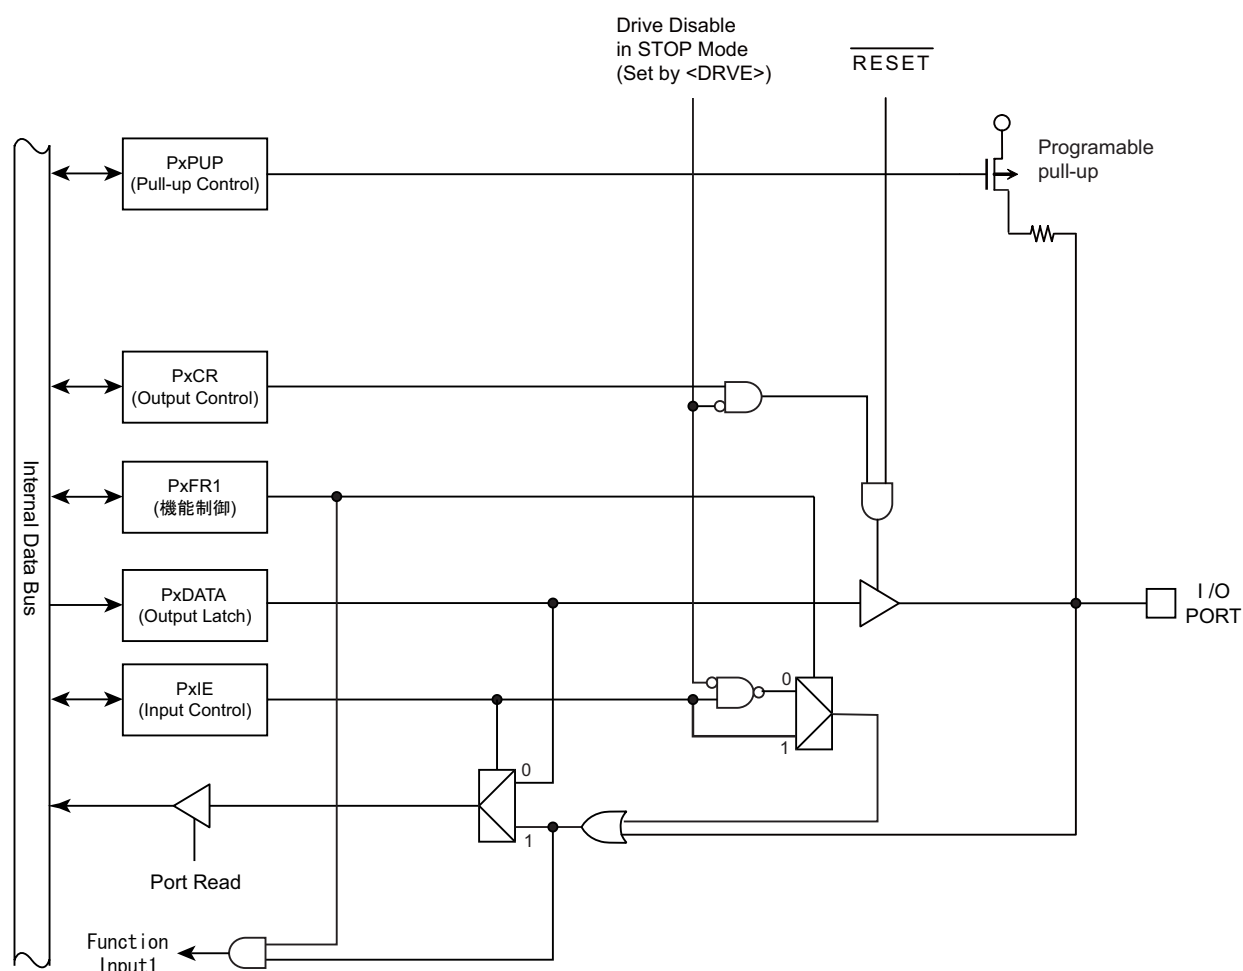 Drive Disable
in STOP Mode
(Set by <DRVE>)
RESET
PxPUP
(Pull-up Control)
Programable
pull-up
PxCR
(Output Control)
PxFR1
(機能制御)
Internal Data Bus
PxDATA
(Output Latch)
I /O
PORT
PxIE
(Input Control)
0
1
0
1
Port Read
Function
Input1